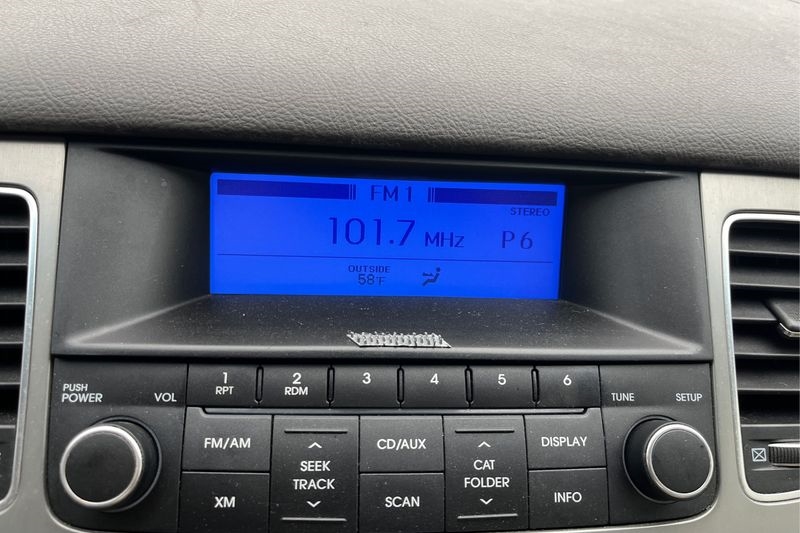 FM1
STEREO
101.7 MHz P6
OUTSIDE
58°F
1 RPT
2 RDM
3
4
5
6
PUSH POWER
VOL
TUNE
SETUP
FM/AM
SEEK
TRACK
CD/AUX
CAT
FOLDER
DISPLAY
XM
SCAN
INFO